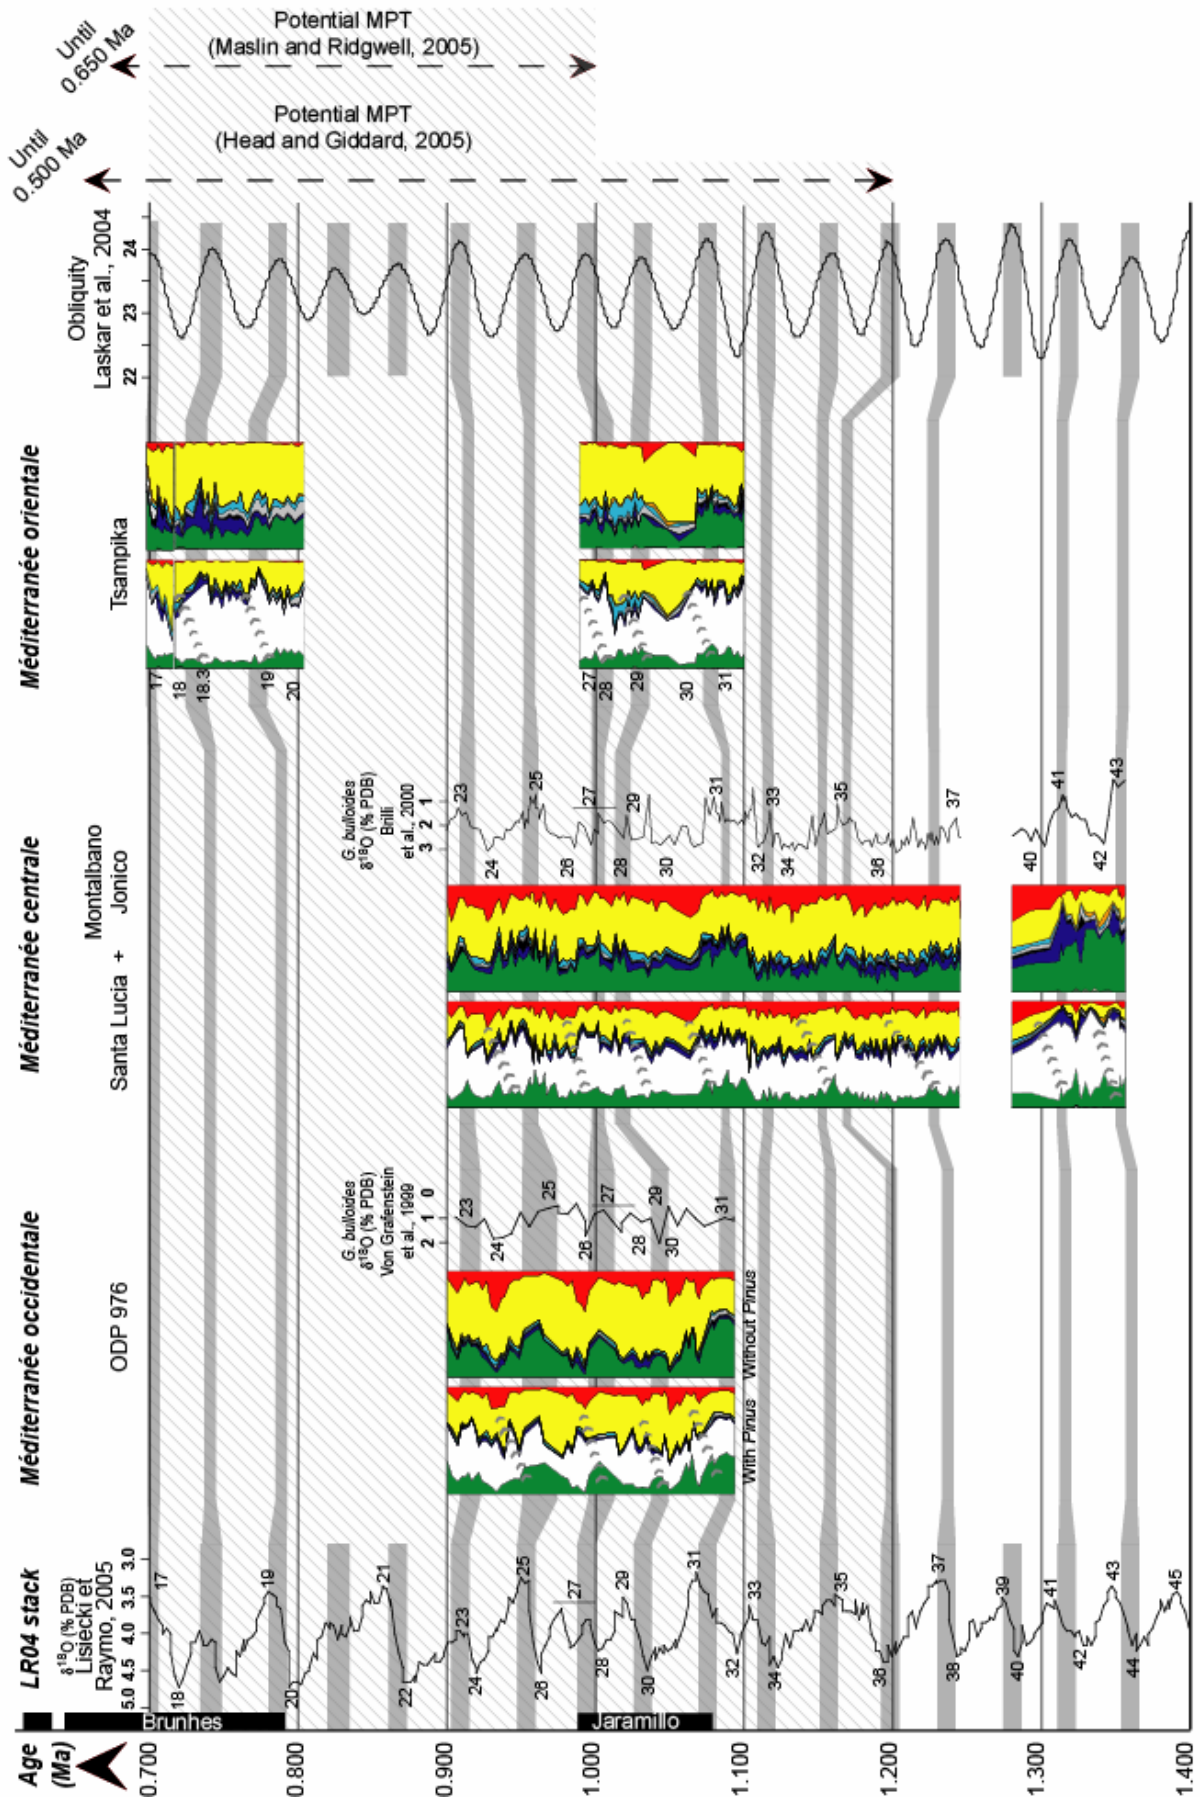 Until
0.650 Ma
Potential MPT
(Maslin and Ridgwell, 2005)
Until
0.500 Ma
Potential MPT
(Head and Giddard, 2005)
Obliquity
Laskar et al., 2004
22 23 24
Méditerranée orientale
Tsampika
17
18
18.3
19
20
27
28
29
30
31
Méditerranée centrale
Santa Lucia + Montalbano
Jonico
G. bulloides
δ18O (% PDB)
Brilli
et al., 2000
3 2 1
23
24
25
26
27
28
29
30
31
32
33
34
35
36
37
40
41
42
43
Méditerranée occidentale
ODP 976
G. bulloides
δ18O (% PDB)
Von Grafenstein
et al., 1999
2 1 0
23
24
25
26
27
28
29
30
31
Without Pinus
With Pinus
LR04 stack
δ18O (% PDB)
Lisiecki et
Raymo, 2005
5.0 4.5 4.0 3.5 3.0
17
18
19
20
21
22
23
24
25
26
27
28
29
30
31
32
33
34
35
36
37
38
39
40
41
42
43
44
45
Brunhes
Jaramillo
Age
(Ma)
0.700
0.800
0.900
1.000
1.100
1.200
1.300
1.400